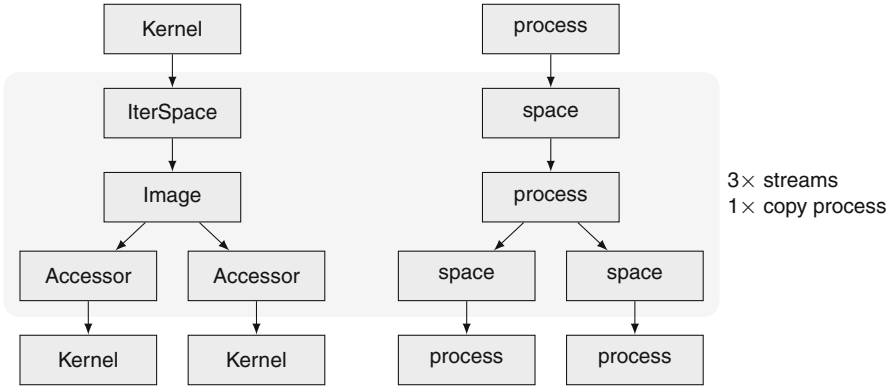 Kernel process
IterSpace space
Image process
3× streams
1× copy process
Accessor Accessor space space
Kernel Kernel process process